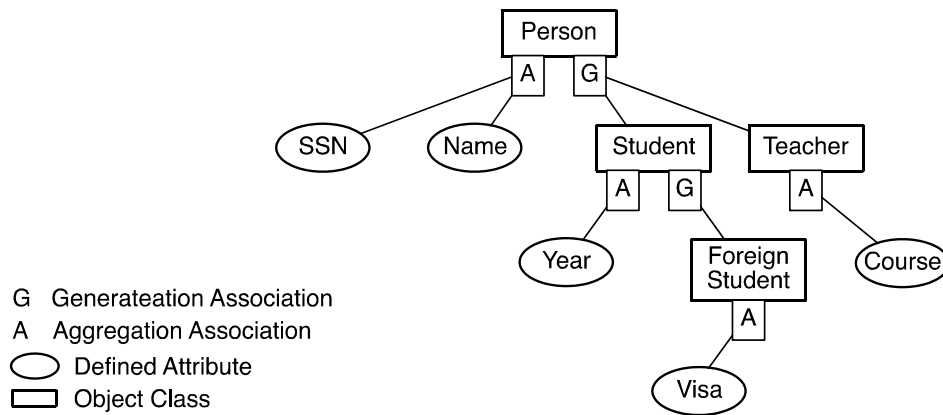 Person
A G
SSN Name Student Teacher
A G A
Year Foreign Student Course
G Generateation Association
A Aggregation Association
A
Defined Attribute
Visa
Object Class